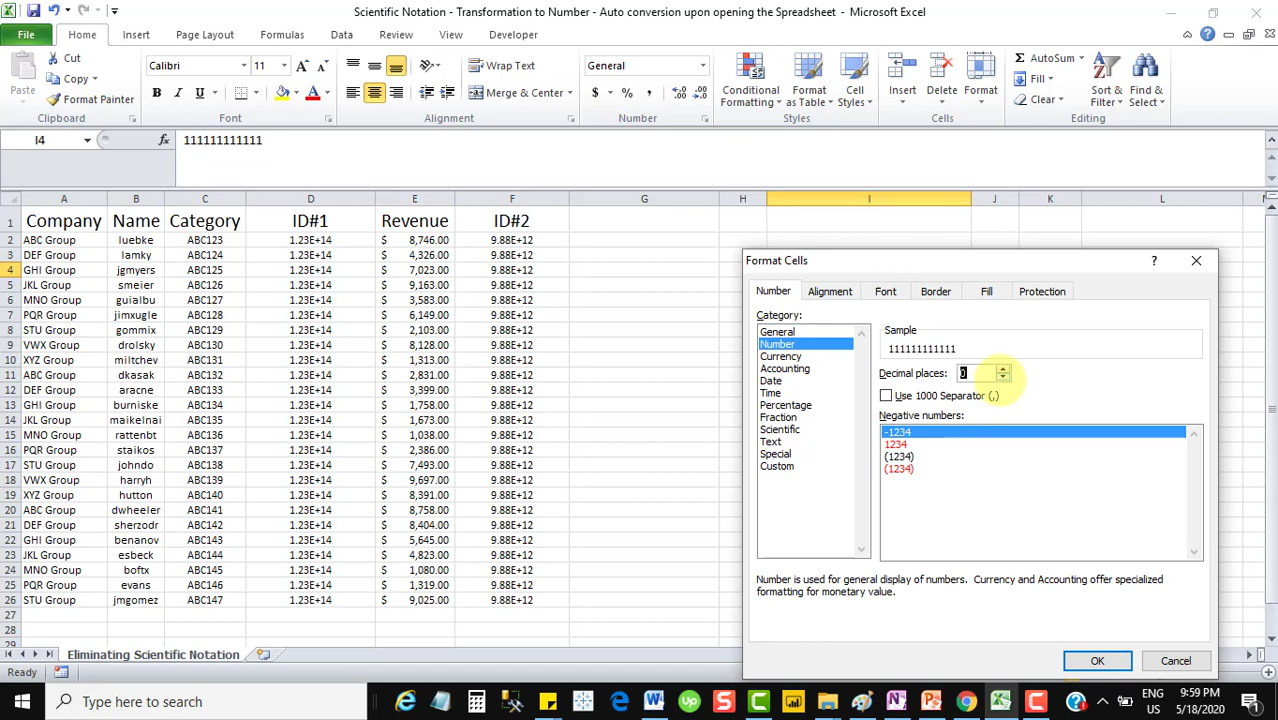 Scientific Notation - Transformation to Number - Auto conversion upon opening the Spreadsheet - Microsoft Excel
File Home Insert Page Layout Formulas Data Review View Developer
Paste
Cut
Copy
Format Painter
Clipboard
Calibri 11
B I U A
Font
Wrap Text
Merge & Center
Alignment
General
$ % ,
Number
Conditional Formatting
Format as Table
Cell Styles
Styles
Insert
Delete
Format
Cells
Σ AutoSum
Fill
Clear
Sort & Filter
Find & Select
Editing
I4 fx 111111111111
A B C D E F G H I J K L
1 Company Name Category ID#1 Revenue ID#2
2 ABC Group luebke ABC123 1.23E+14 $ 8,746.00 9.88E+12
3 DEF Group lamky ABC124 1.23E+14 $ 4,326.00 9.88E+12
4 GHI Group jgmyers ABC125 1.23E+14 $ 7,023.00 9.88E+12
5 JKL Group smeier ABC126 1.23E+14 $ 9,163.00 9.88E+12
6 MNO Group guialbu ABC127 1.23E+14 $ 3,583.00 9.88E+12
7 PQR Group jimxugle ABC128 1.23E+14 $ 6,149.00 9.88E+12
8 STU Group gommix ABC129 1.23E+14 $ 2,103.00 9.88E+12
9 VWX Group drolsky ABC130 1.23E+14 $ 8,128.00 9.88E+12
10 XYZ Group miltchev ABC131 1.23E+14 $ 1,313.00 9.88E+12
11 ABC Group dkasak ABC132 1.23E+14 $ 2,831.00 9.88E+12
12 DEF Group aracne ABC133 1.23E+14 $ 3,399.00 9.88E+12
13 GHI Group burniske ABC134 1.23E+14 $ 1,758.00 9.88E+12
14 JKL Group maikelnai ABC135 1.23E+14 $ 1,673.00 9.88E+12
15 MNO Group rattenbt ABC136 1.23E+14 $ 1,038.00 9.88E+12
16 PQR Group staikos ABC137 1.23E+14 $ 2,386.00 9.88E+12
17 STU Group johndo ABC138 1.23E+14 $ 7,493.00 9.88E+12
18 VWX Group harryh ABC139 1.23E+14 $ 9,697.00 9.88E+12
19 XYZ Group hutton ABC140 1.23E+14 $ 8,391.00 9.88E+12
20 ABC Group dwheeler ABC141 1.23E+14 $ 8,758.00 9.88E+12
21 DEF Group sherzodr ABC142 1.23E+14 $ 8,404.00 9.88E+12
22 GHI Group benanov ABC143 1.23E+14 $ 5,645.00 9.88E+12
23 JKL Group esbeck ABC144 1.23E+14 $ 4,823.00 9.88E+12
24 MNO Group boftx ABC145 1.23E+14 $ 1,080.00 9.88E+12
25 PQR Group evans ABC146 1.23E+14 $ 1,319.00 9.88E+12
26 STU Group jmgomez ABC147 1.23E+14 $ 9,025.00 9.88E+12
27
28
29
Format Cells ?
Number Alignment Font Border Fill Protection
Category:
General
Number
Currency
Accounting
Date
Time
Percentage
Fraction
Scientific
Text
Special
Custom
Sample
111111111111
Decimal places: 0
Use 1000 Separator (,)
Negative numbers:
-1234
1234
(1234)
(1234)
Number is used for general display of numbers. Currency and Accounting offer specialized
formatting for monetary value.
OK Cancel
Eliminating Scientific Notation
Ready
Type here to search
ENG
US
9:59 PM
5/18/2020